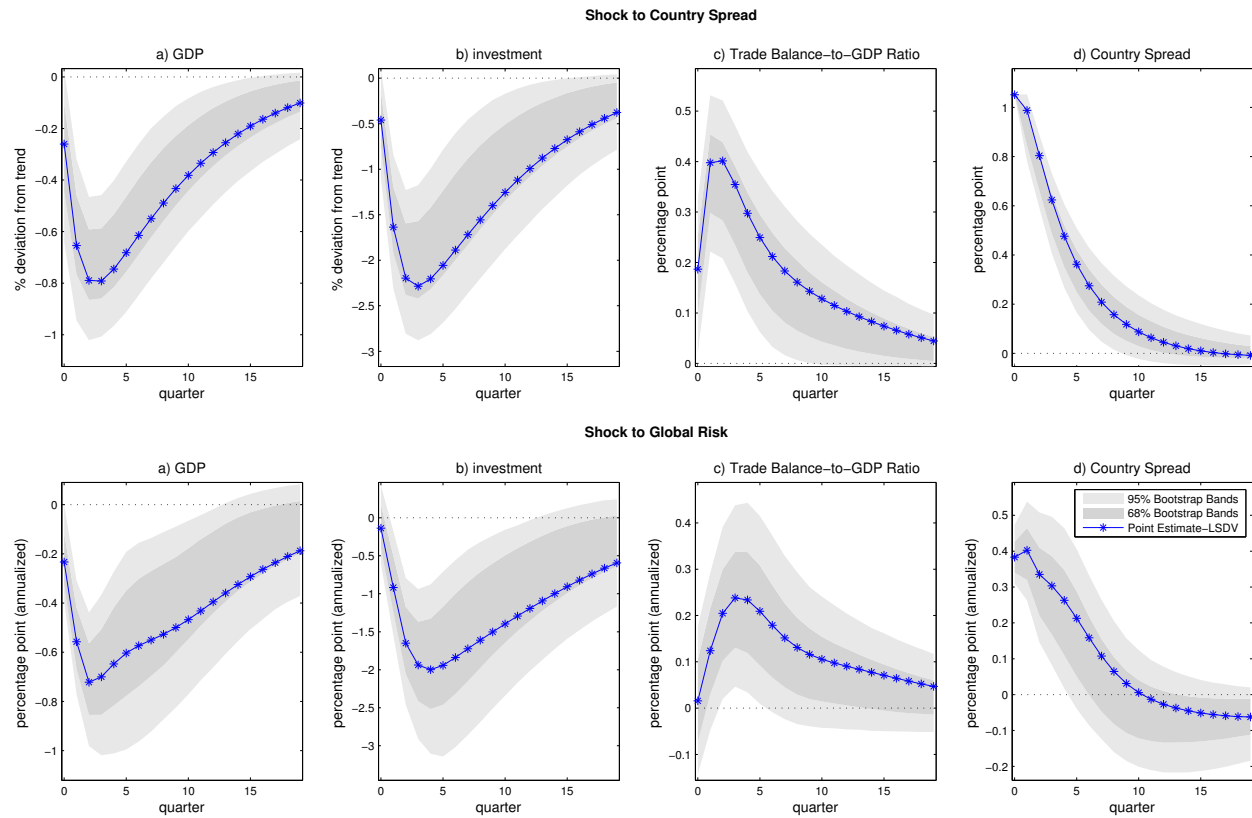 Shock to Country Spread
a) GDP
b) investment
c) Trade Balance−to−GDP Ratio
d) Country Spread
% deviation from trend
0
−0.2
−0.4
−0.6
−0.8
−1
0 5 10 15
quarter
% deviation from trend
0
−0.5
−1
−1.5
−2
−2.5
−3
0 5 10 15
quarter
percentage point
0.5
0.4
0.3
0.2
0.1
0
0 5 10 15
quarter
percentage point
1
0.8
0.6
0.4
0.2
0
0 5 10 15
quarter
Shock to Global Risk
a) GDP
b) investment
c) Trade Balance−to−GDP Ratio
d) Country Spread
percentage point (annualized)
0
−0.2
−0.4
−0.6
−0.8
−1
0 5 10 15
quarter
percentage point (annualized)
0
−0.5
−1
−1.5
−2
−2.5
−3
0 5 10 15
quarter
percentage point (annualized)
0.4
0.3
0.2
0.1
0
−0.1
0 5 10 15
quarter
percentage point (annualized)
0.5
0.4
0.3
0.2
0.1
0
−0.1
−0.2
0 5 10 15
quarter
95% Bootstrap Bands
68% Bootstrap Bands
Point Estimate−LSDV